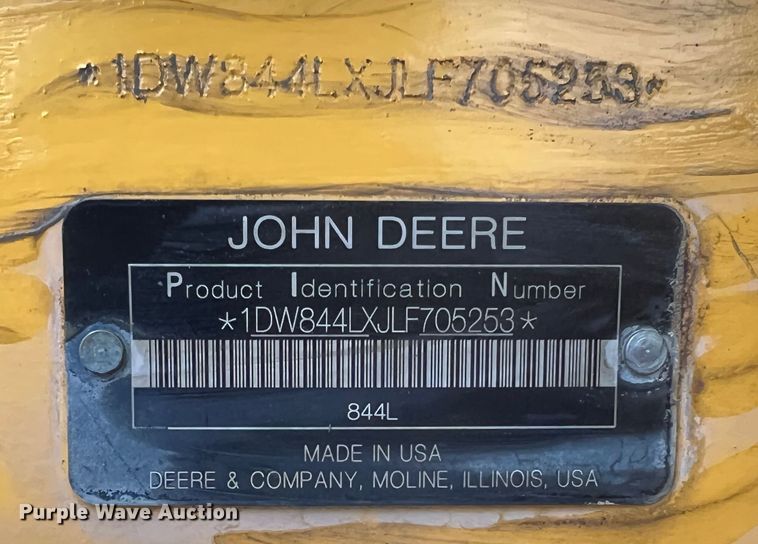 *1DW844LXJLF705253*
JOHN DEERE
Product Identification Number
*1DW844LXJLF705253*
844L
MADE IN USA
DEERE & COMPANY, MOLINE, ILLINOIS, USA
Purple Wave Auction